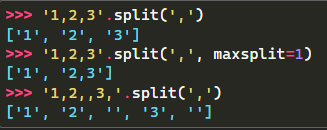 >>> '1,2,3'.split(',')
['1', '2', '3']
>>> '1,2,3'.split(',', maxsplit=1)
['1', '2,3']
>>> '1,2,,3,'.split(',')
['1', '2', '', '3', '']